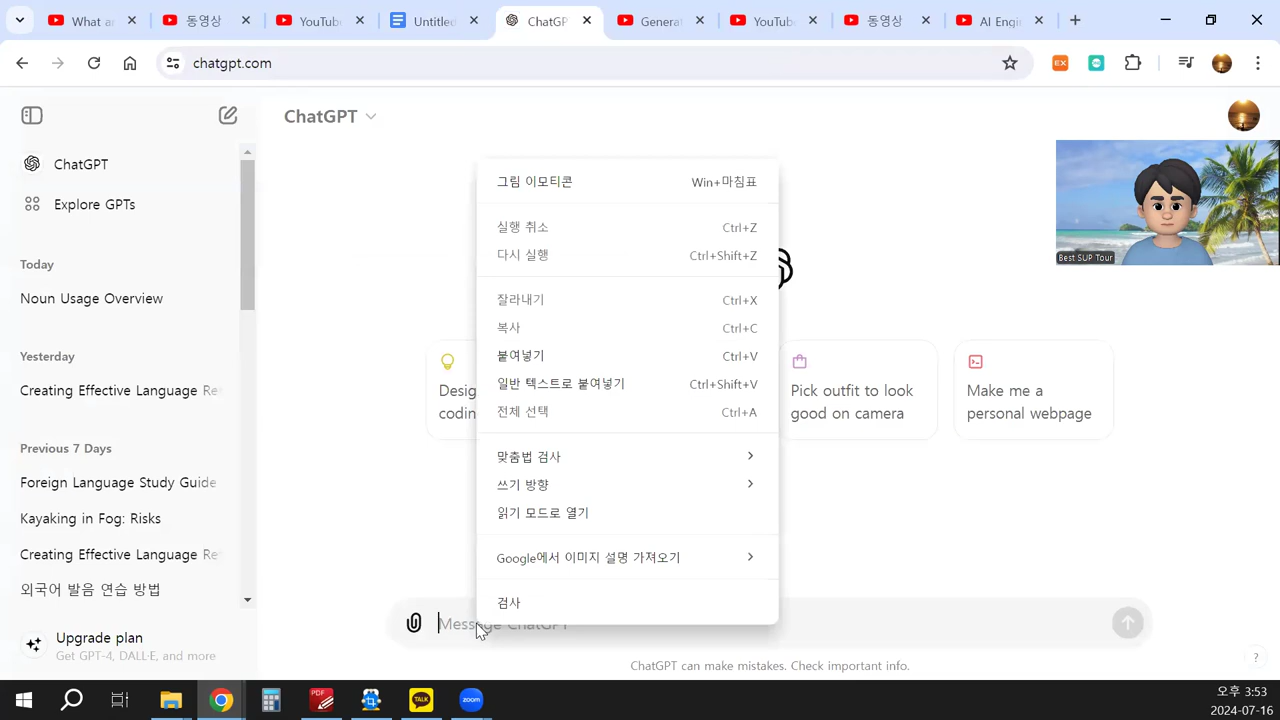 What ar
동영상
YouTube
Untitled
ChatGP
Generat
YouTub
동영상
AI Engi
chatgpt.com
ChatGPT
ChatGPT
Explore GPTs
Today
Noun Usage Overview
Yesterday
Creating Effective Language Re
Previous 7 Days
Foreign Language Study Guide
Kayaking in Fog: Risks
Creating Effective Language Re
외국어 발음 연습 방법
Upgrade plan
Get GPT-4, DALL·E, and more
그림 이모티콘 Win+마침표
실행 취소 Ctrl+Z
다시 실행 Ctrl+Shift+Z
잘라내기 Ctrl+X
복사 Ctrl+C
붙여넣기 Ctrl+V
일반 텍스트로 붙여넣기 Ctrl+Shift+V
전체 선택 Ctrl+A
맞춤법 검사
쓰기 방향
읽기 모드로 열기
Google에서 이미지 설명 가져오기
검사
Desig
codin
Pick outfit to look
good on camera
Make me a
personal webpage
Best SUP Tour
Message ChatGPT
ChatGPT can make mistakes. Check important info.
?
EX
PDF
TALK
zoom
오후 3:53
2024-07-16